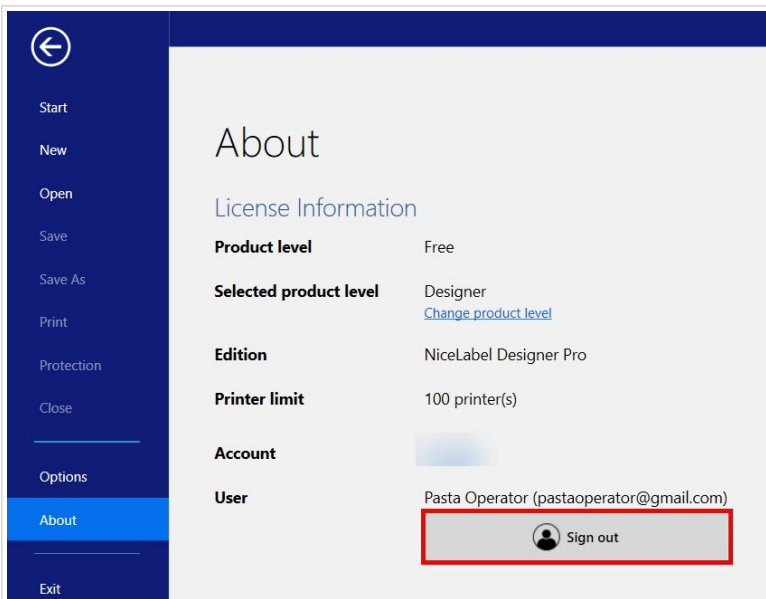 Start
New
Open
Save
Save As
Print
Protection
Close
Options
About
Exit
About
License Information
Product level Free
Selected product level Designer
Change product level
Edition NiceLabel Designer Pro
Printer limit 100 printer(s)
Account
User Pasta Operator (pastaoperator@gmail.com)
Sign out